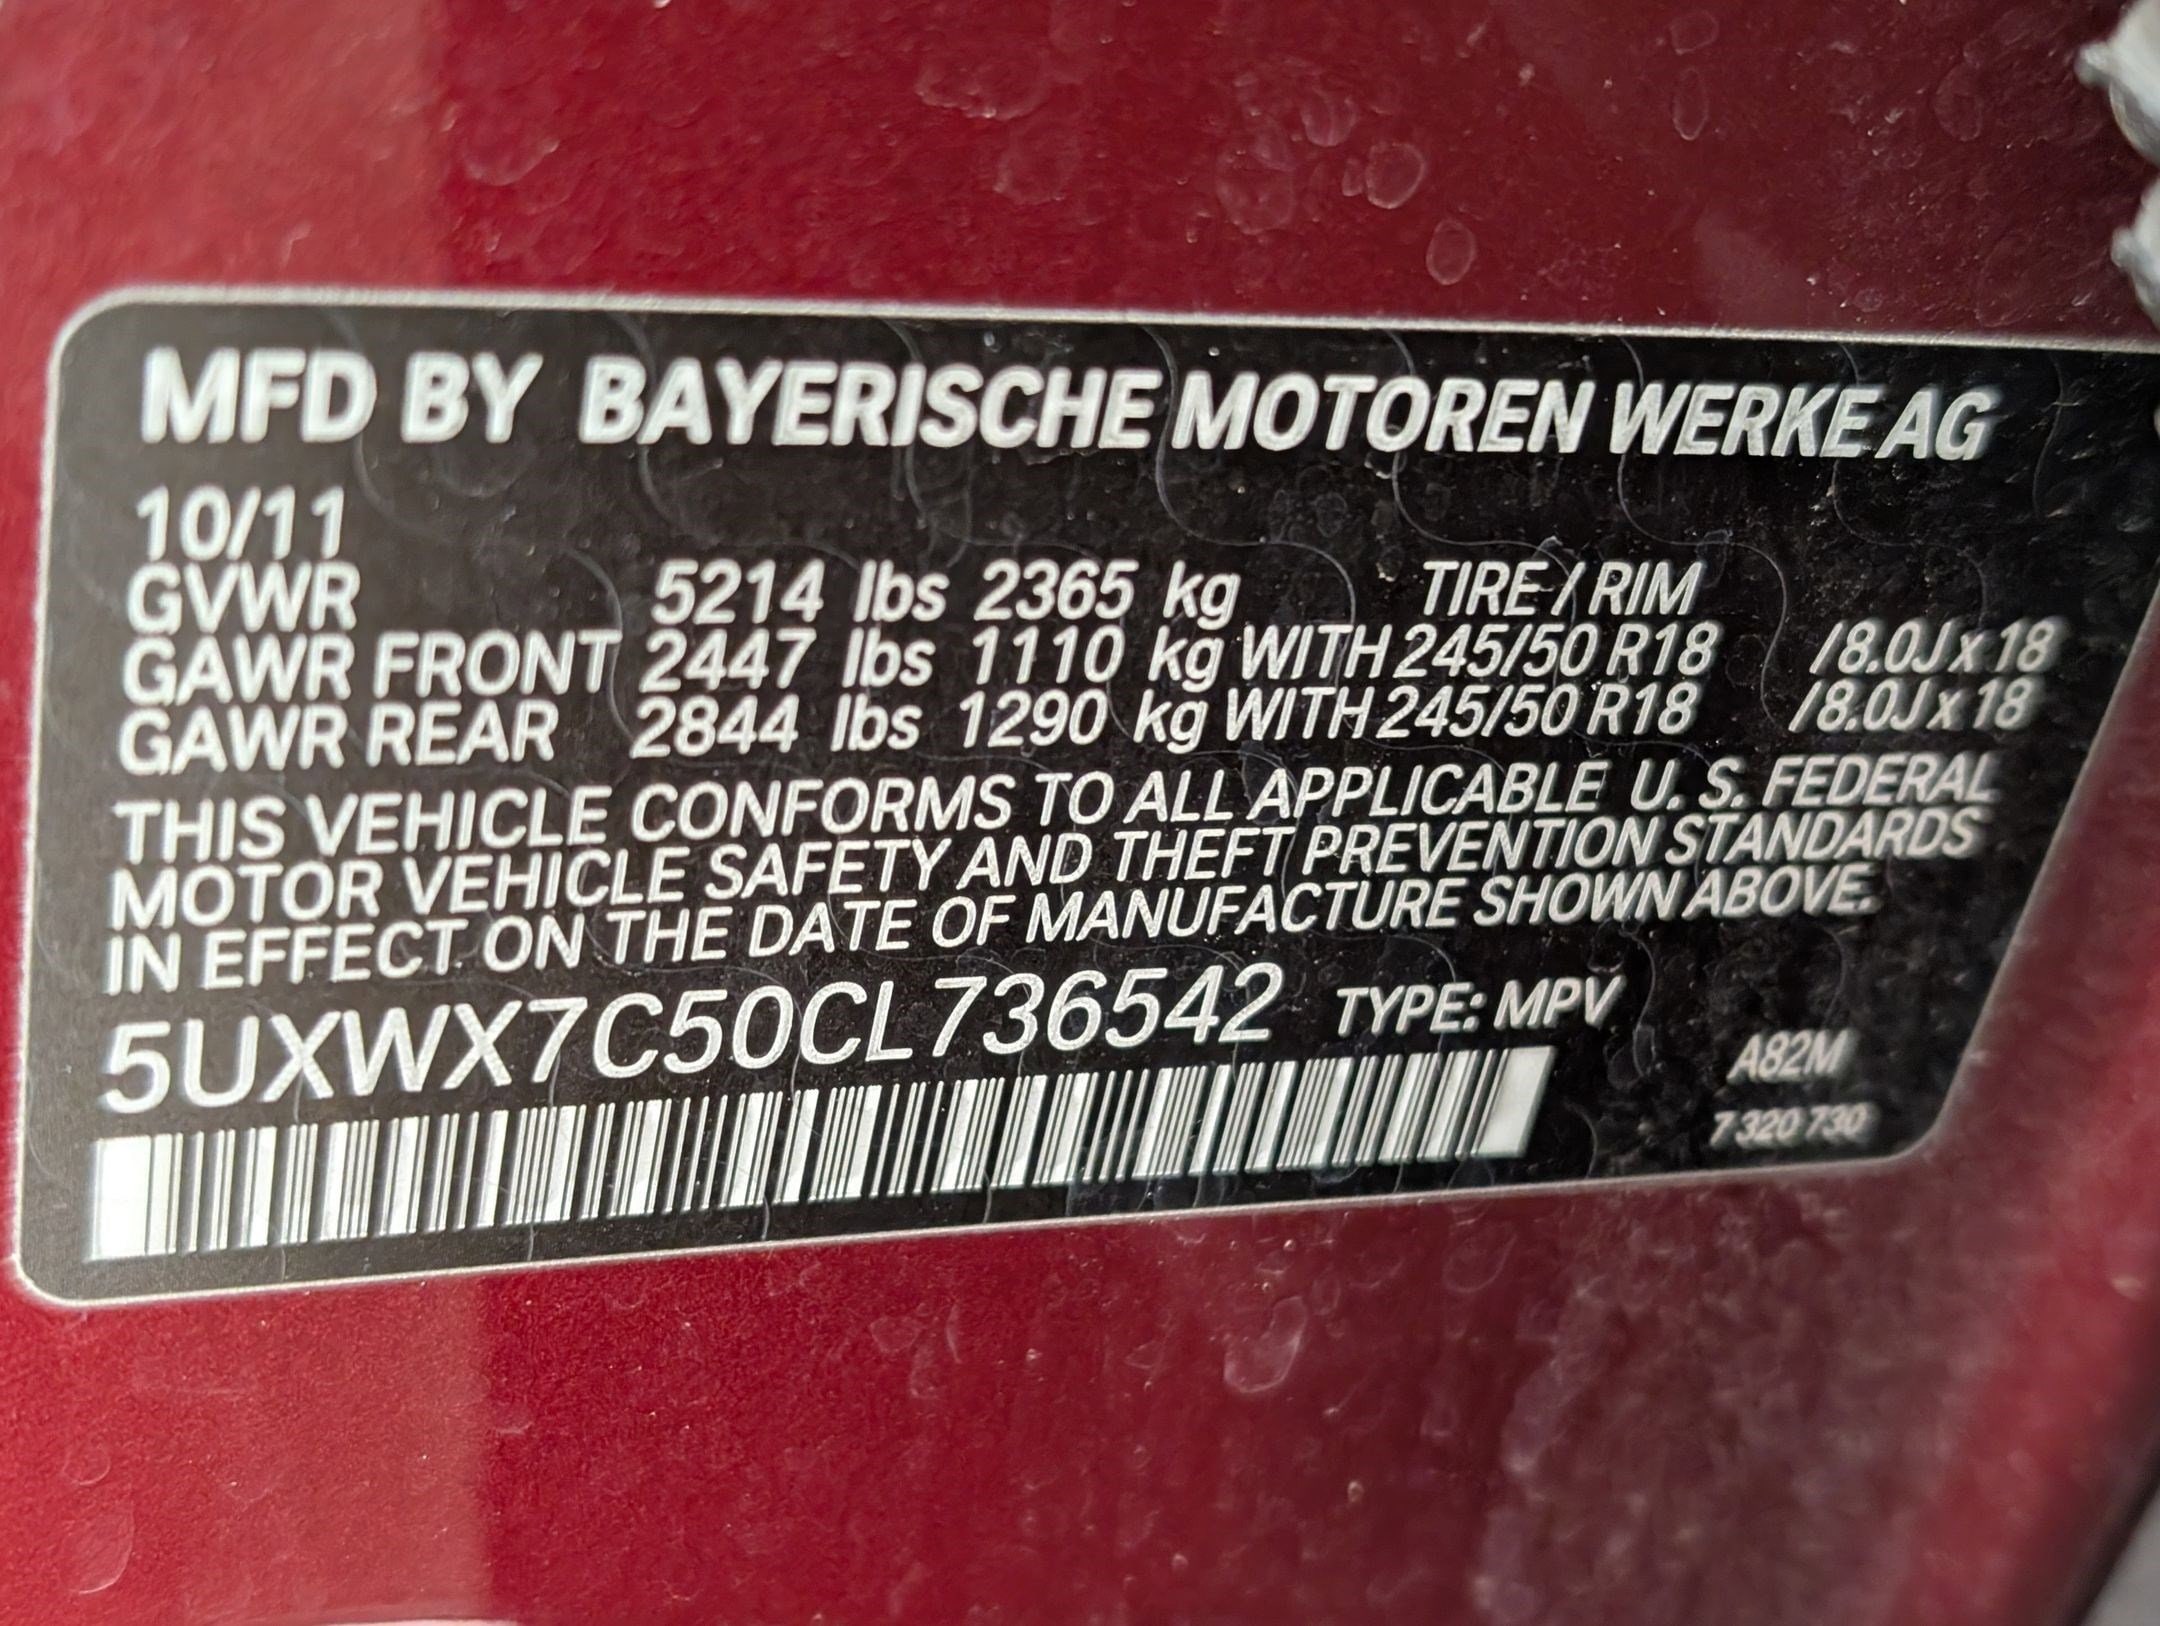 MFD BY BAYERISCHE MOTOREN WERKE AG
10/11
GVWR 5214 lbs 2365 kg TIRE / RIM
GAWR FRONT 2447 lbs 1110 kg WITH 245/50 R18 /8.0J x 18
GAWR REAR 2844 lbs 1290 kg WITH 245/50 R18 /8.0J x 18
THIS VEHICLE CONFORMS TO ALL APPLICABLE U. S. FEDERAL
MOTOR VEHICLE SAFETY AND THEFT PREVENTION STANDARDS
IN EFFECT ON THE DATE OF MANUFACTURE SHOWN ABOVE.
5UXWX7C50CL736542 TYPE: MPV
A82M
7 320 730